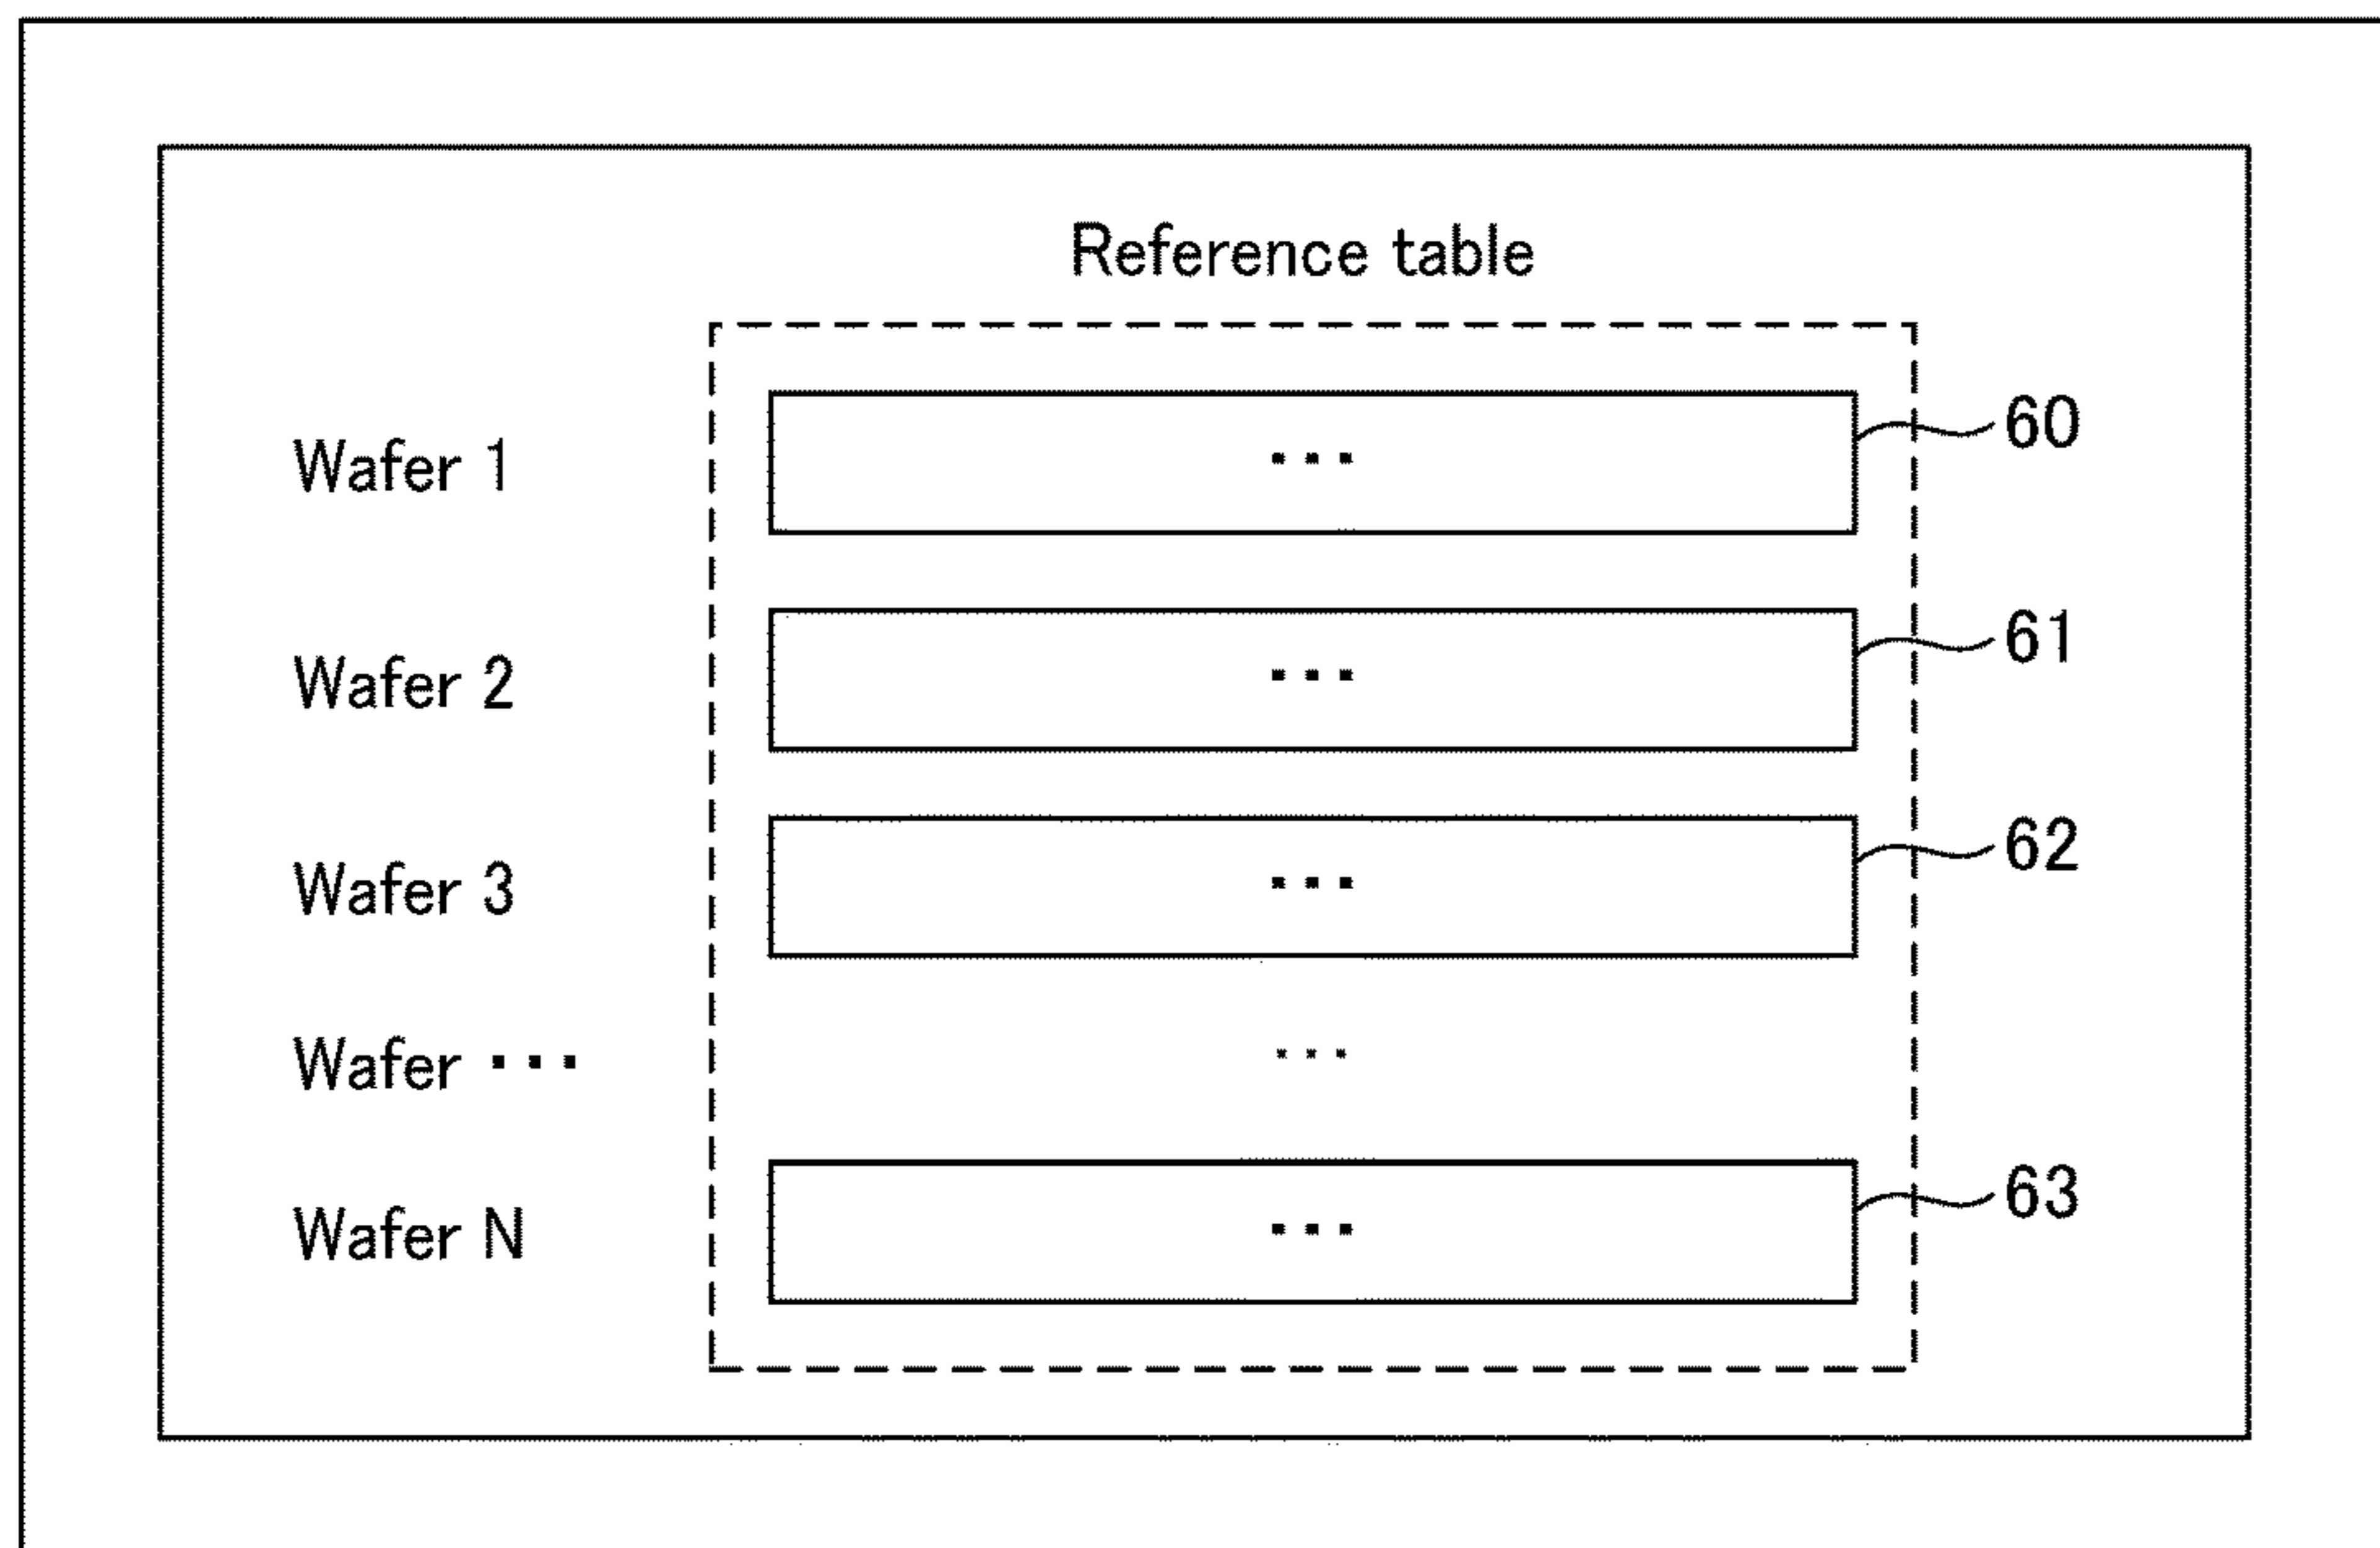 Reference table
Wafer 1 ··· 60
Wafer 2 ··· 61
Wafer 3 ··· 62
Wafer ··· ···
Wafer N ··· 63